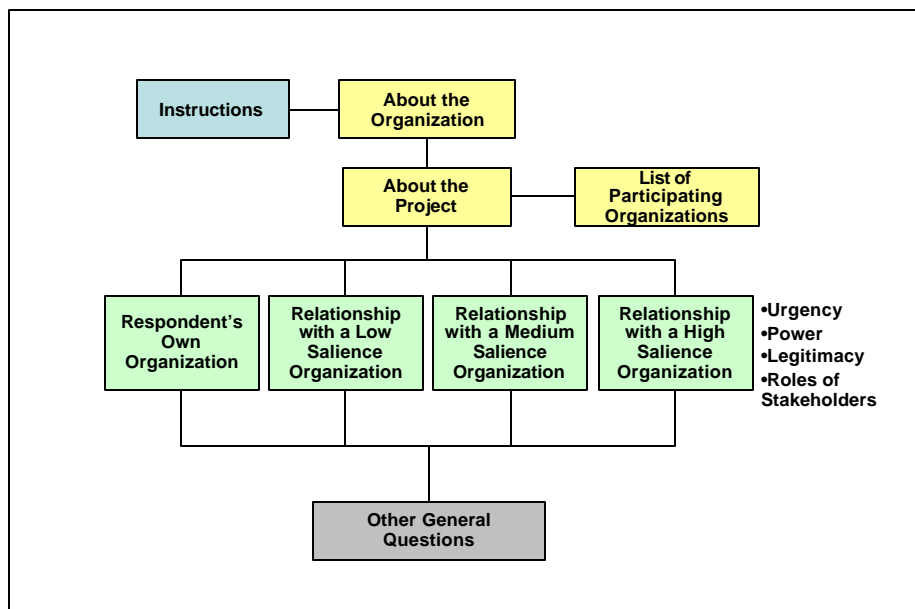 Instructions
About the
Organization
About the
Project
List of
Participating
Organizations
Respondent's
Own
Organization
Relationship
with a Low
Salience
Organization
Relationship
with a Medium
Salience
Organization
Relationship
with a High
Salience
Organization
•Urgency
•Power
•Legitimacy
•Roles of
Stakeholders
Other General
Questions